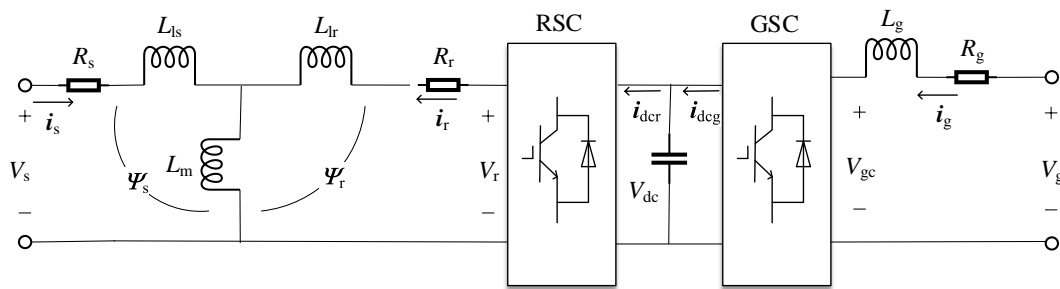 RSC
GSC
Lls
Llr
Lg
Rs
Rr
Rg
is
ir
idcr
idcg
ig
+
+
+
+
Lm
Vs
Ψs
Ψr
Vr
Vdc
Vgc
Vg
−
−
−
−